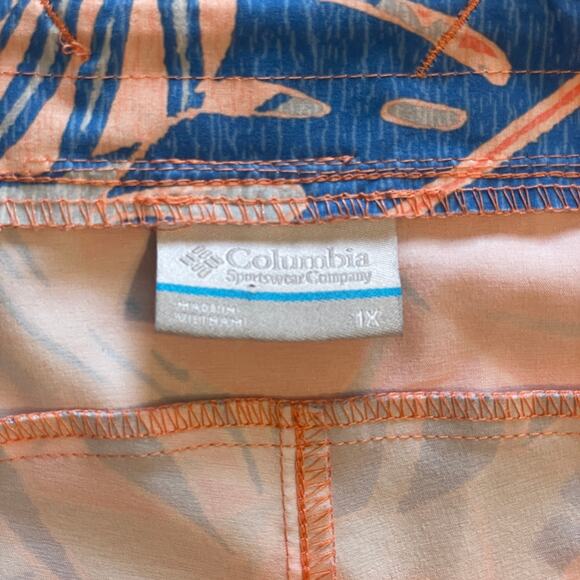 Columbia
Sportswear Company
MADE IN
VIETNAM
1X